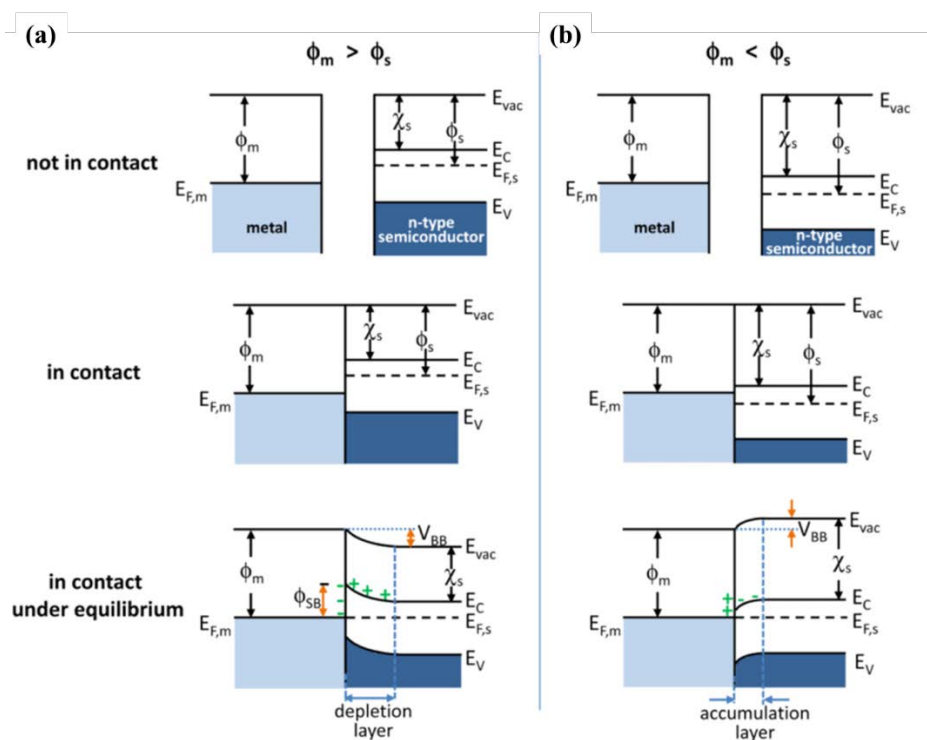 (a)
ϕm > ϕs
not in contact
ϕm
EF,m
metal
χs
ϕs
Evac
EC
EF,s
EV
n-type
semiconductor
in contact
ϕm
EF,m
χs
ϕs
Evac
EC
EF,s
EV
in contact
under equilibrium
ϕm
ϕSB
EF,m
VBB
Evac
χs
EC
EF,s
EV
depletion
layer
(b)
ϕm < ϕs
ϕm
EF,m
metal
χs
ϕs
Evac
EC
EF,s
EV
n-type
semiconductor
ϕm
EF,m
χs
ϕs
Evac
EC
EF,s
EV
ϕm
EF,m
VBB
Evac
χs
EC
EF,s
EV
accumulation
layer